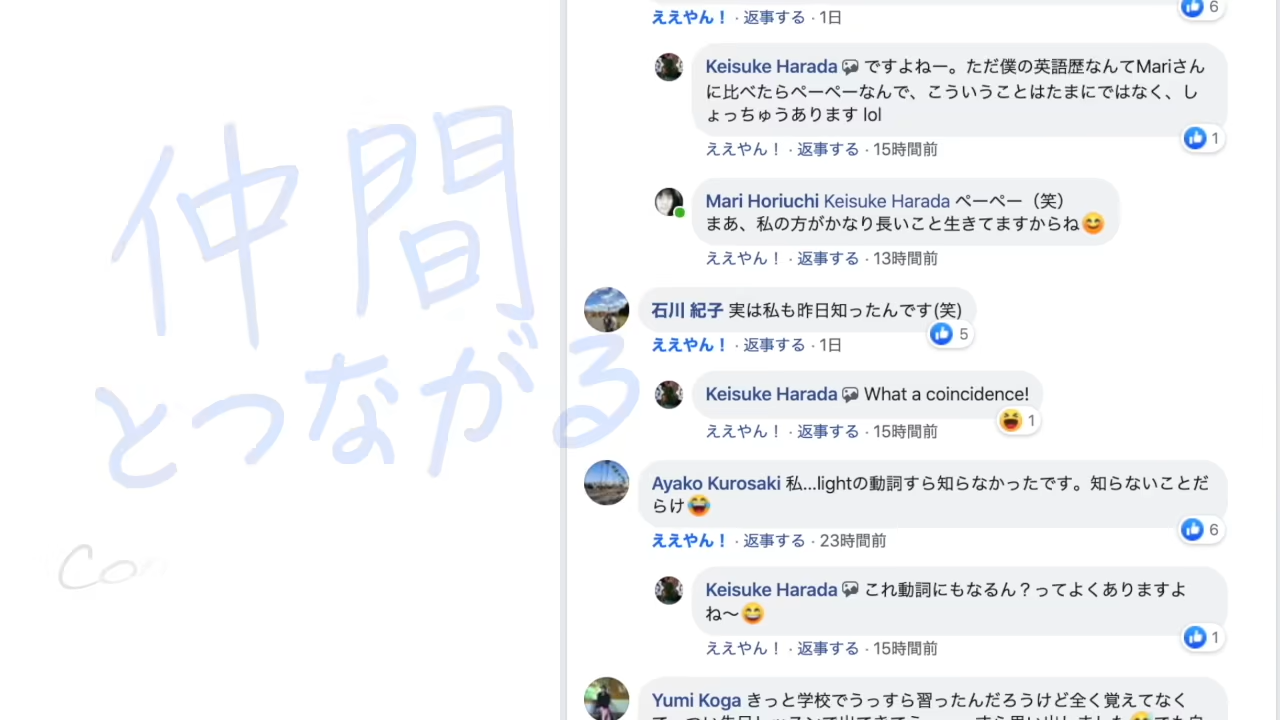 仲間
とつながる
Con
ええやん！ · 返事する · 1日
6
Keisuke Harada ですよねー。ただ僕の英語歴なんてMariさん
に比べたらペーペーなんで、こういうことはたまにではなく、し
ょっちゅうあります lol
1
ええやん！ · 返事する · 15時間前
Mari Horiuchi Keisuke Harada ペーペー（笑）
まあ、私の方がかなり長いこと生きてますからね😊
ええやん！ · 返事する · 13時間前
石川 紀子 実は私も昨日知ったんです(笑)
5
ええやん！ · 返事する · 1日
Keisuke Harada What a coincidence!
1
ええやん！ · 返事する · 15時間前
Ayako Kurosaki 私...lightの動詞すら知らなかったです。知らないことだ
らけ😂
6
ええやん！ · 返事する · 23時間前
Keisuke Harada これ動詞にもなるん？ってよくありますよ
ね〜😄
1
ええやん！ · 返事する · 15時間前
Yumi Koga きっと学校でうっすら習ったんだろうけど全く覚えてなく